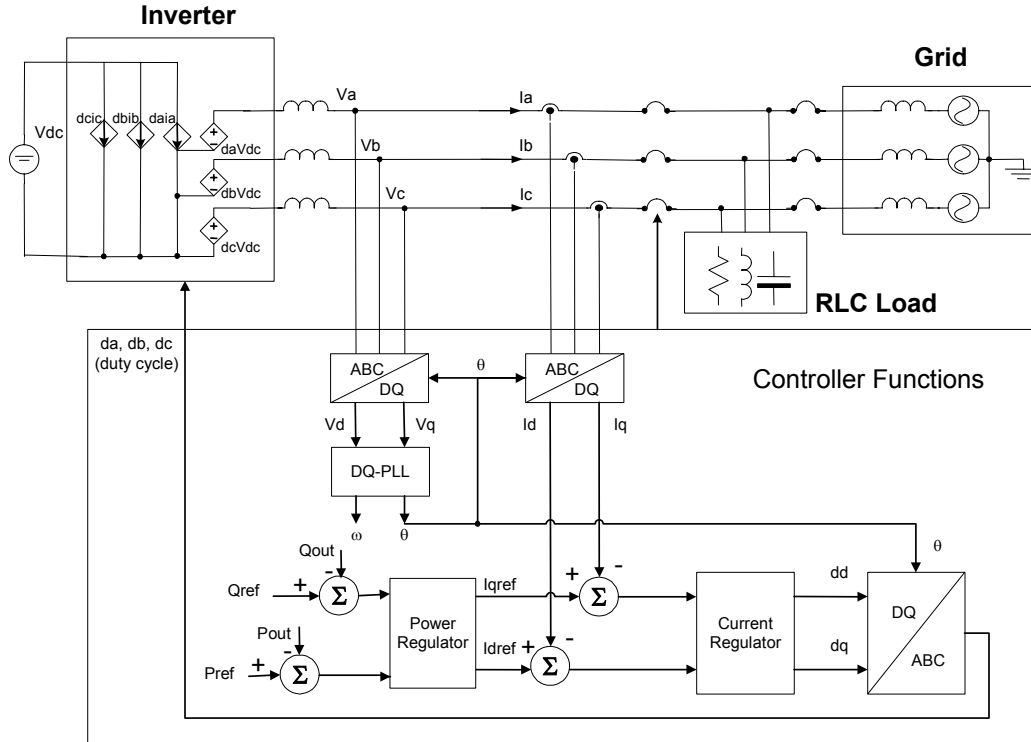 Inverter
Grid
Vdc
dcic
dbib
daia
+
-
daVdc
+
-
dbVdc
+
-
dcVdc
Va
Vb
Vc
Ia
Ib
Ic
RLC Load
da, db, dc
(duty cycle)
Controller Functions
ABC
DQ
θ
ABC
DQ
Vd
Vq
Id
Iq
DQ-PLL
ω
θ
θ
Qout
-
Qref
+
Σ
Pout
-
Pref
+
Σ
Power
Regulator
Iqref
+
-
Σ
Idref
+
-
Σ
Current
Regulator
dd
dq
DQ
ABC